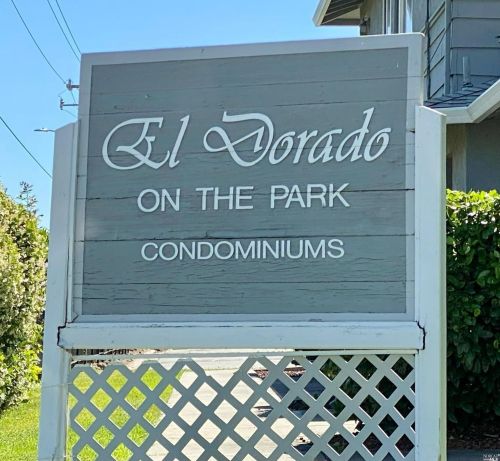 El Dorado
ON THE PARK
CONDOMINIUMS